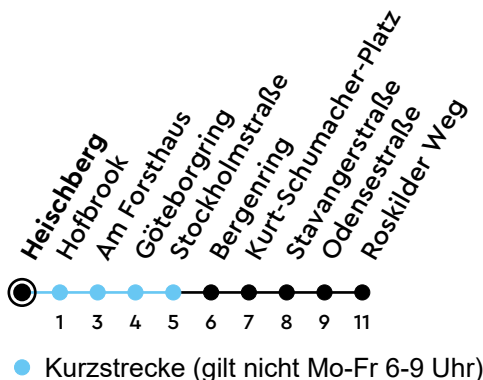 Heischberg
Hofbrook
Am Forsthaus
Göteborgring
Stockholmstraße
Bergenring
Kurt-Schumacher-Platz
Stavangerstraße
Odensestraße
Roskilder Weg
1 3 4 5 6 7 8 9 11
Kurzstrecke (gilt nicht Mo-Fr 6-9 Uhr)